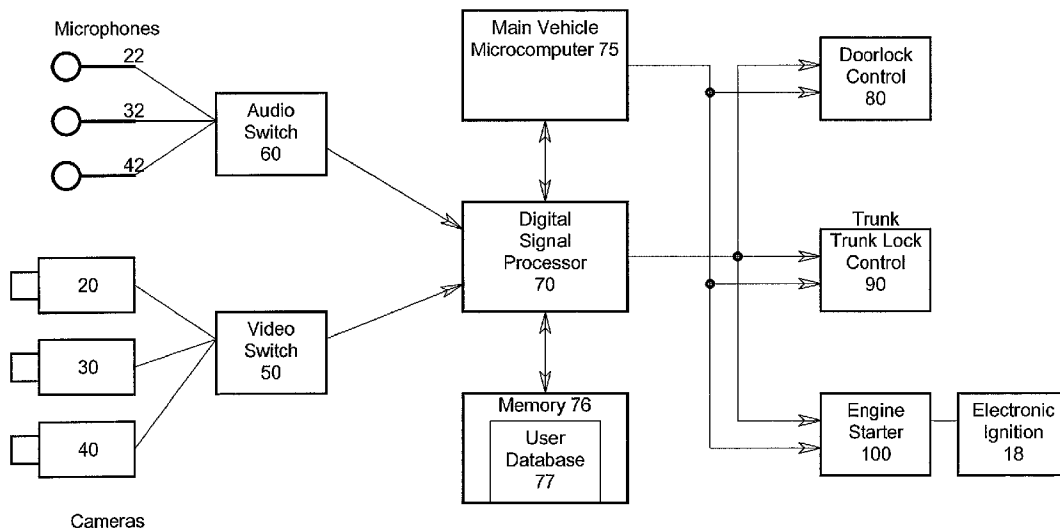 Microphones
22
32
42
Audio
Switch
60
20
30
40
Cameras
Video
Switch
50
Main Vehicle
Microcomputer 75
Digital
Signal
Processor
70
Memory 76
User
Database
77
Doorlock
Control
80
Trunk
Trunk Lock
Control
90
Engine
Starter
100
Electronic
Ignition
18